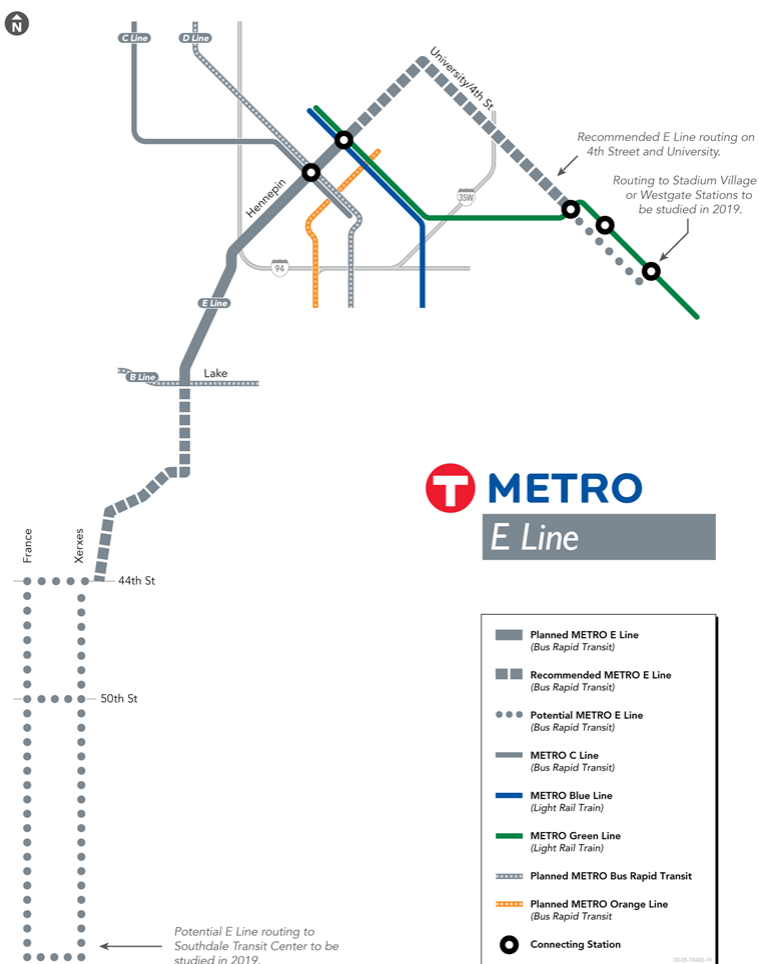 N
C Line
D Line
University/4th St
Recommended E Line routing on
4th Street and University.
Routing to Stadium Village
or Westgate Stations to
be studied in 2019.
Hennepin
35W
94
E Line
B Line
Lake
France
Xerxes
44th St
50th St
Potential E Line routing to
Southdale Transit Center to be
studied in 2019.
T METRO
E Line
Planned METRO E Line
(Bus Rapid Transit)
Recommended METRO E Line
(Bus Rapid Transit)
Potential METRO E Line
(Bus Rapid Transit)
METRO C Line
(Bus Rapid Transit)
METRO Blue Line
(Light Rail Train)
METRO Green Line
(Light Rail Train)
Planned METRO Bus Rapid Transit
Planned METRO Orange Line
(Bus Rapid Transit
Connecting Station